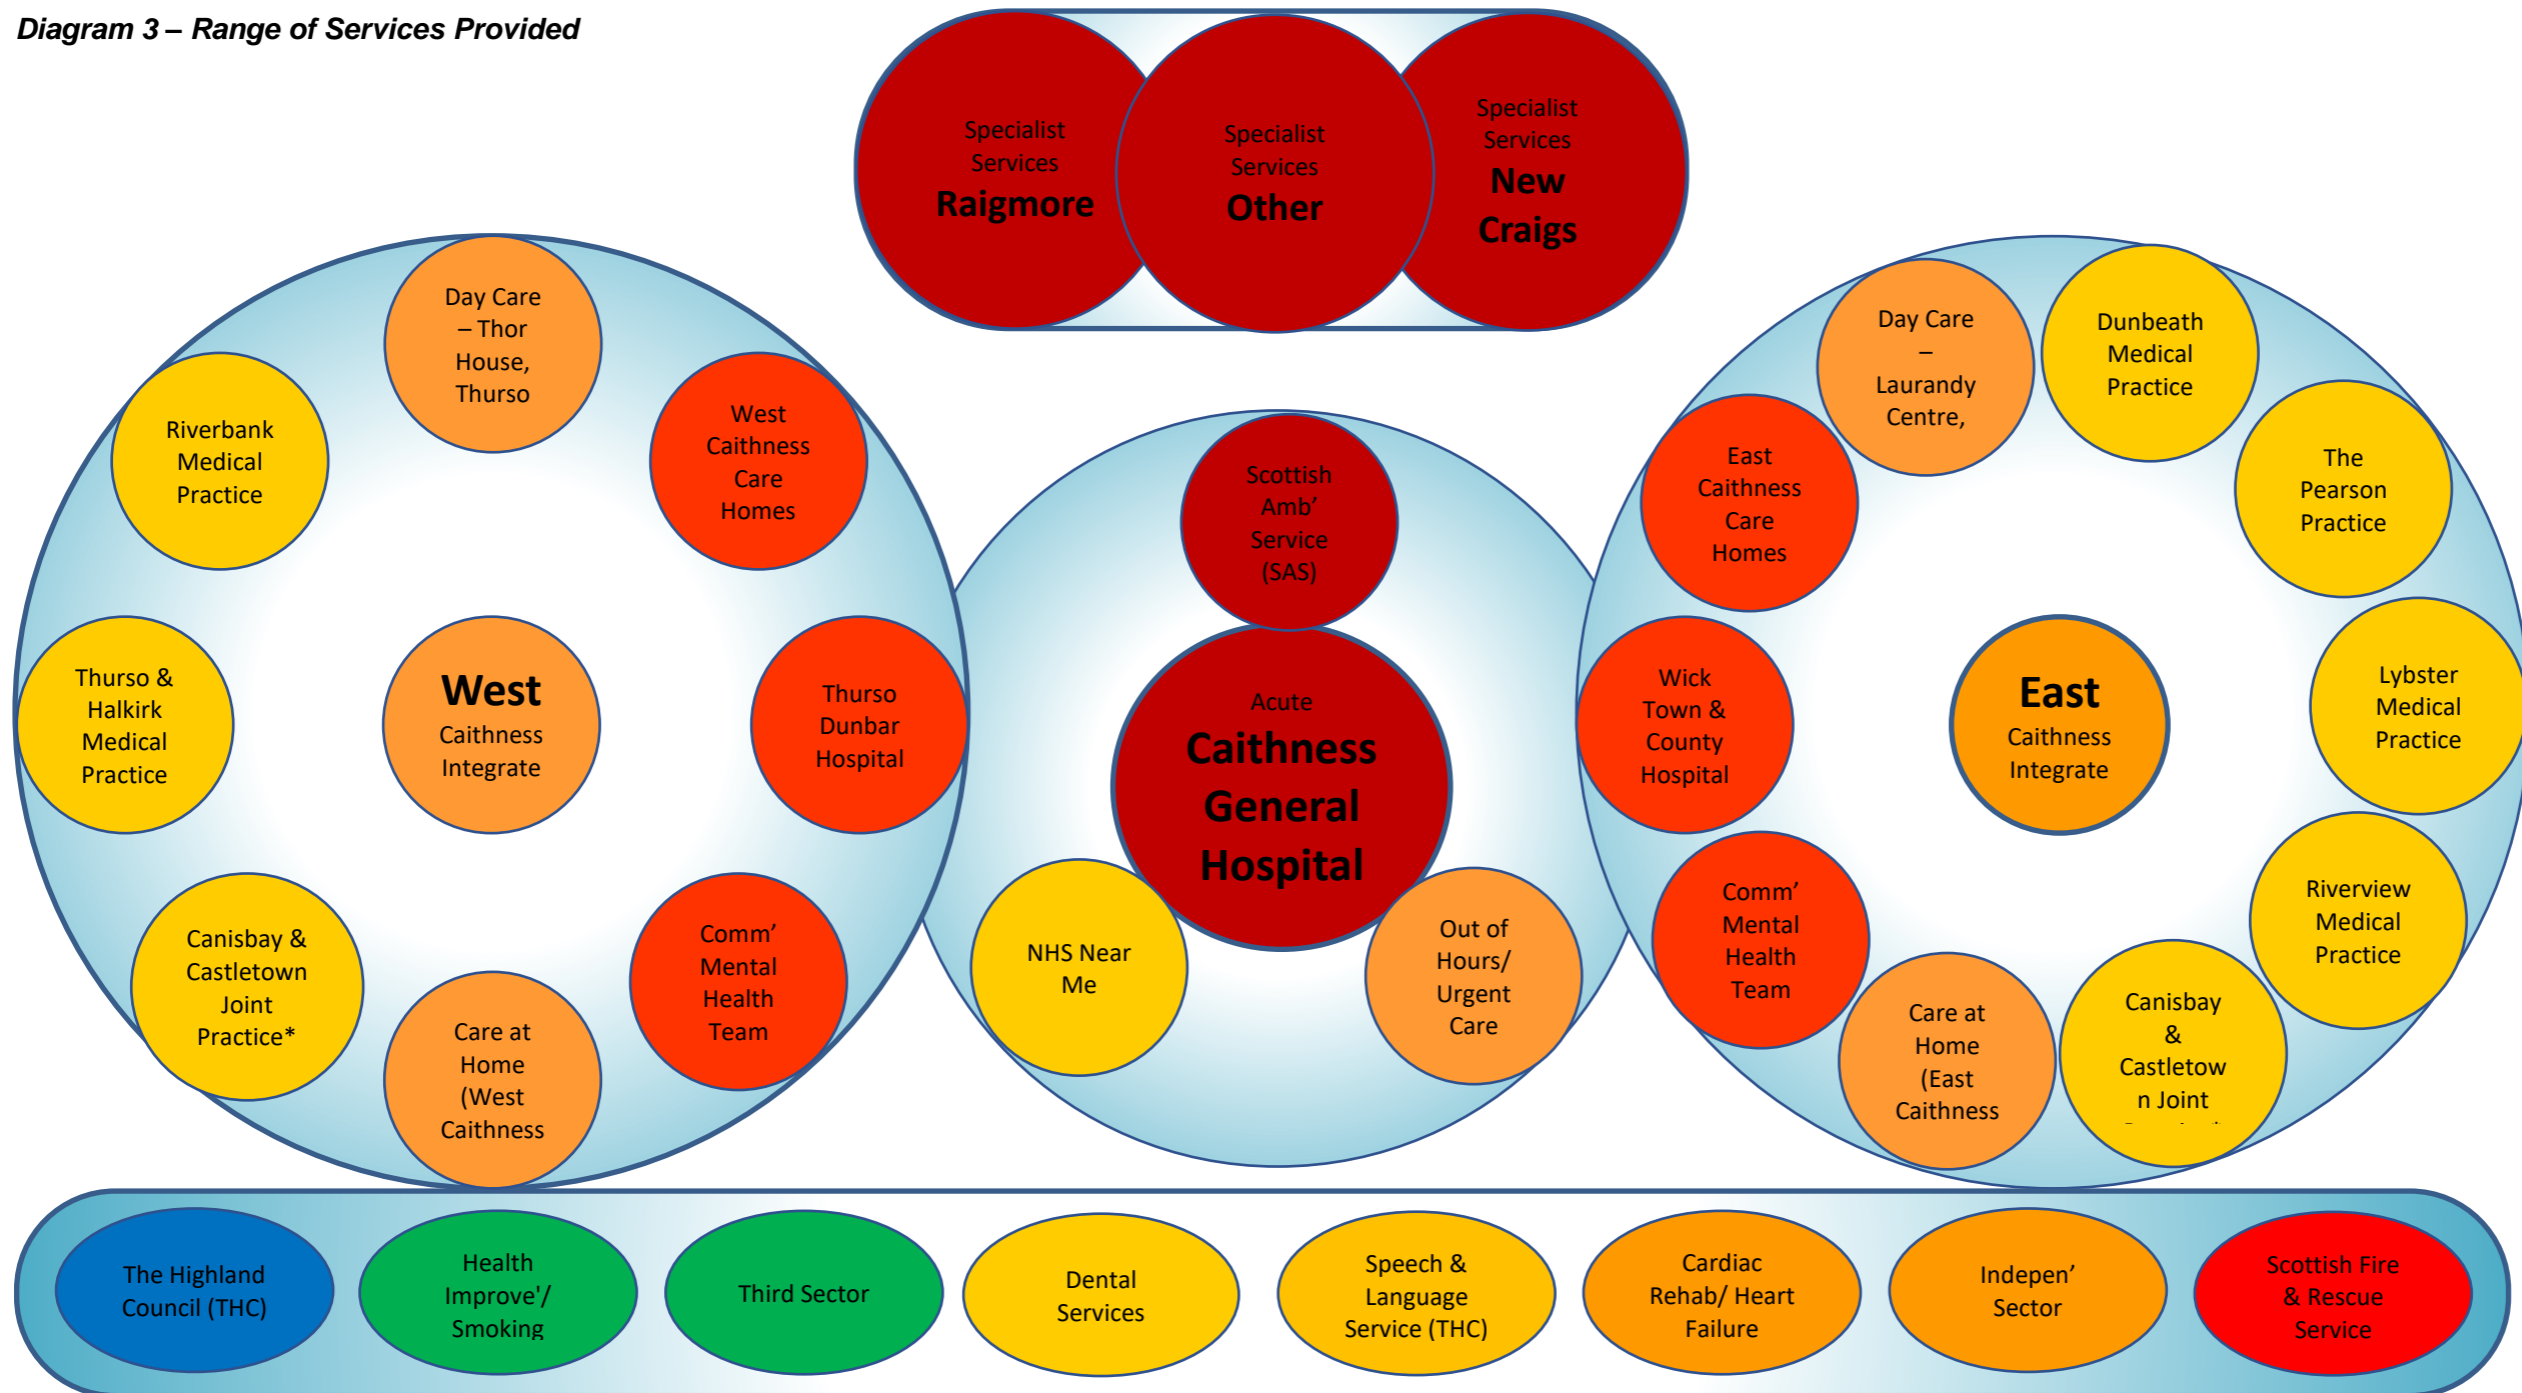 Diagram 3 – Range of Services Provided
Specialist
Services
Raigmore
Specialist
Services
Other
Specialist
Services
New
Craigs
Day Care
– Thor
House,
Thurso
Riverbank
Medical
Practice
West
Caithness
Care
Homes
Thurso &
Halkirk
Medical
Practice
West
Caithness
Integrate
Thurso
Dunbar
Hospital
Canisbay &
Castletown
Joint
Practice*
Comm’
Mental
Health
Team
Care at
Home
(West
Caithness
Scottish
Amb’
Service
(SAS)
Acute
Caithness
General
Hospital
NHS Near
Me
Out of
Hours/
Urgent
Care
Day Care
–
Laurandy
Centre,
Dunbeath
Medical
Practice
East
Caithness
Care
Homes
The
Pearson
Practice
Wick
Town &
County
Hospital
East
Caithness
Integrate
Lybster
Medical
Practice
Comm’
Mental
Health
Team
Riverview
Medical
Practice
Care at
Home
(East
Caithness
Canisbay
&
Castletow
n Joint
The Highland
Council (THC)
Health
Improve'/
Smoking
Third Sector
Dental
Services
Speech &
Language
Service (THC)
Cardiac
Rehab/ Heart
Failure
Indepen’
Sector
Scottish Fire
& Rescue
Service